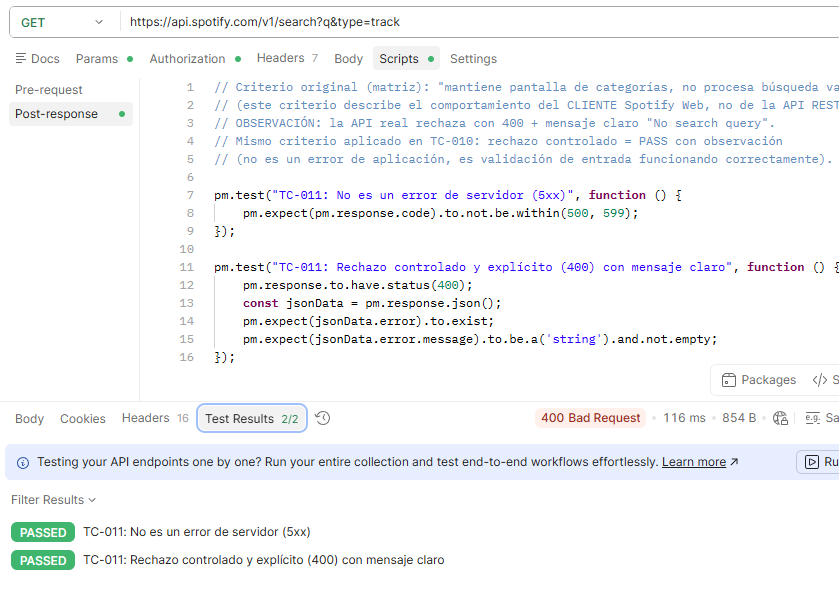 GET https://api.spotify.com/v1/search?q&type=track
Docs Params Authorization Headers 7 Body Scripts Settings
Pre-request
Post-response
1 // Criterio original (matriz): "mantiene pantalla de categorías, no procesa búsqueda va
2 // (este criterio describe el comportamiento del CLIENTE Spotify Web, no de la API REST
3 // OBSERVACIÓN: la API real rechaza con 400 + mensaje claro "No search query".
4 // Mismo criterio aplicado en TC-010: rechazo controlado = PASS con observación
5 // (no es un error de aplicación, es validación de entrada funcionando correctamente).
6
7 pm.test("TC-011: No es un error de servidor (5xx)", function () {
8 pm.expect(pm.response.code).to.not.be.within(500, 599);
9 });
10
11 pm.test("TC-011: Rechazo controlado y explícito (400) con mensaje claro", function () {
12 pm.response.to.have.status(400);
13 const jsonData = pm.response.json();
14 pm.expect(jsonData.error).to.exist;
15 pm.expect(jsonData.error.message).to.be.a('string').and.not.empty;
16 });
Packages </> S
Body Cookies Headers 16 Test Results 2/2 400 Bad Request • 116 ms • 854 B • e.g. Sa
Testing your API endpoints one by one? Run your entire collection and test end-to-end workflows effortlessly. Learn more ↗ Ru
Filter Results
PASSED TC-011: No es un error de servidor (5xx)
PASSED TC-011: Rechazo controlado y explícito (400) con mensaje claro